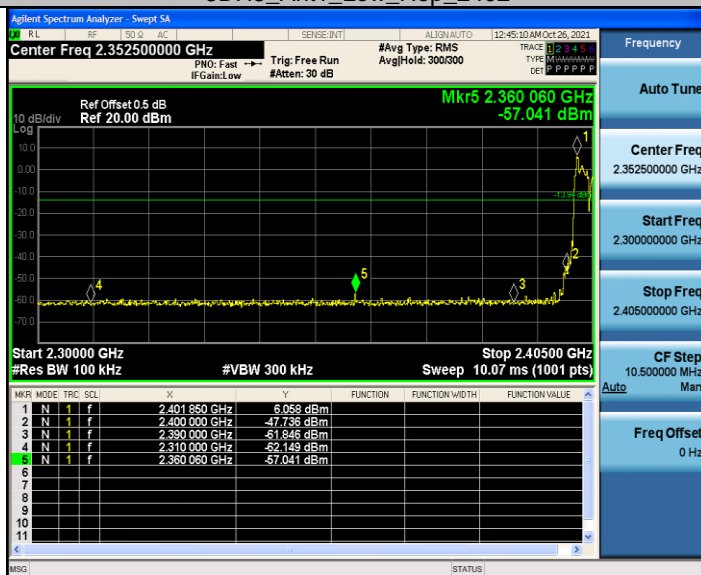 Agilent Spectrum Analyzer - Swept SA
RL RF 50 Ω AC SENSE:INT ALIGNAUTO 12:45:10 AM Oct 26, 2021
Center Freq 2.352500000 GHz
PNO: Fast
IFGain:Low
Trig: Free Run
#Atten: 30 dB
#Avg Type: RMS
Avg|Hold: 300/300
TRACE 1 2 3 4 5 6
TYPE M
DET P P P P P P
Mkr5 2.360 060 GHz
-57.041 dBm
Ref Offset 0.5 dB
10 dB/div Ref 20.00 dBm
Log
10.0
0.00
-10.0
-20.0
-30.0
-40.0
-50.0
-60.0
-70.0
-13.94 dBm
1
2
3
4
5
Start 2.30000 GHz Stop 2.40500 GHz
#Res BW 100 kHz #VBW 300 kHz Sweep 10.07 ms (1001 pts)
MKR MODE TRC SCL X Y FUNCTION FUNCTION WIDTH FUNCTION VALUE
1 N 1 f 2.401 850 GHz 6.058 dBm
2 N 1 f 2.400 000 GHz -47.736 dBm
3 N 1 f 2.390 000 GHz -61.846 dBm
4 N 1 f 2.310 000 GHz -62.149 dBm
5 N 1 f 2.360 060 GHz -57.041 dBm
6
7
8
9
10
11
MSG STATUS
Frequency
Auto Tune
Center Freq
2.352500000 GHz
Start Freq
2.300000000 GHz
Stop Freq
2.405000000 GHz
CF Step
10.500000 MHz
Auto Man
Freq Offset
0 Hz